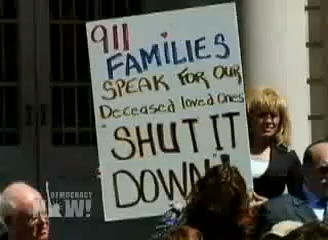 911
FAMILIES
SPEAK FOR OUR
Deceased loved ones
"SHUT IT
DOWN"
DEMOCRACY
NOW!